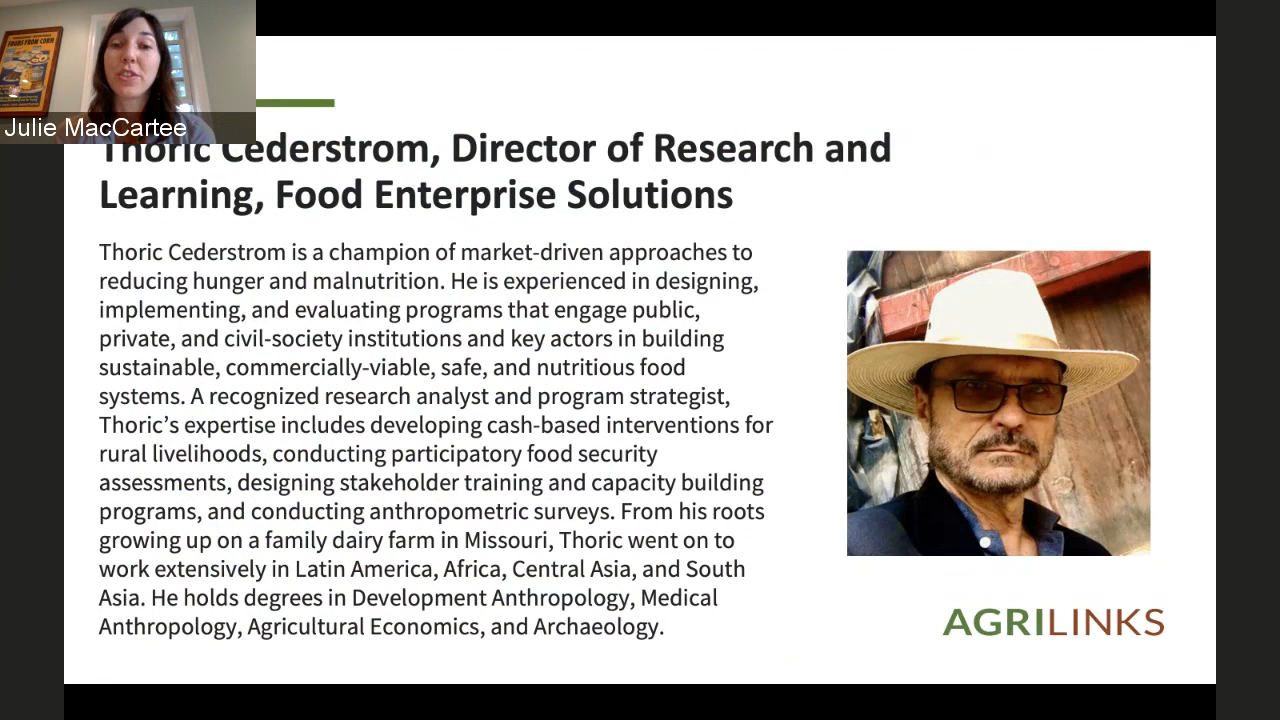 FOODS FROM CORN
Julie MacCartee
Thoric Cederstrom, Director of Research and
Learning, Food Enterprise Solutions
Thoric Cederstrom is a champion of market-driven approaches to
reducing hunger and malnutrition. He is experienced in designing,
implementing, and evaluating programs that engage public,
private, and civil-society institutions and key actors in building
sustainable, commercially-viable, safe, and nutritious food
systems. A recognized research analyst and program strategist,
Thoric’s expertise includes developing cash-based interventions for
rural livelihoods, conducting participatory food security
assessments, designing stakeholder training and capacity building
programs, and conducting anthropometric surveys. From his roots
growing up on a family dairy farm in Missouri, Thoric went on to
work extensively in Latin America, Africa, Central Asia, and South
Asia. He holds degrees in Development Anthropology, Medical
Anthropology, Agricultural Economics, and Archaeology.
AGRILINKS